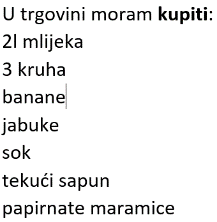 U trgovini moram kupiti:
2l mlijeka
3 kruha
banane
jabuke
sok
tekući sapun
papirnate maramice